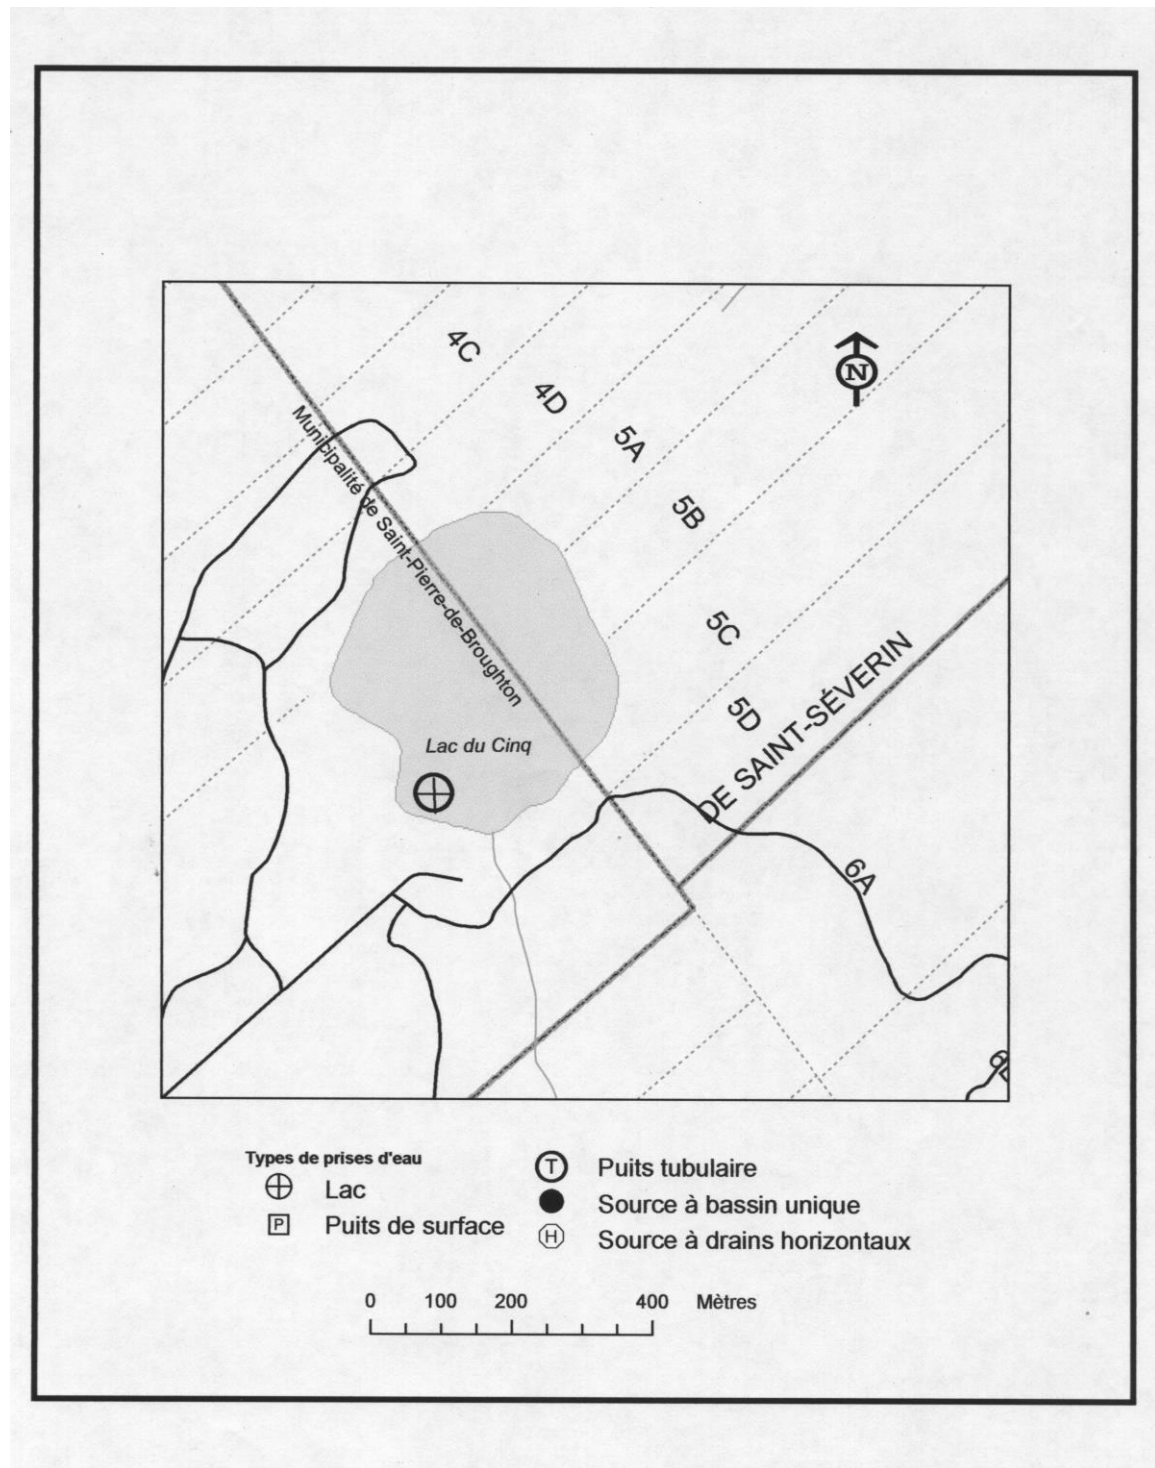 4C
4D
N
5A
Municipalité de Saint-Pierre-de-Broughton
5B
5C
DE SAINT-SÉVERIN
5D
Lac du Cinq
6A
Types de prises d'eau
Lac
P Puits de surface
T Puits tubulaire
Source à bassin unique
H Source à drains horizontaux
0 100 200 400 Mètres